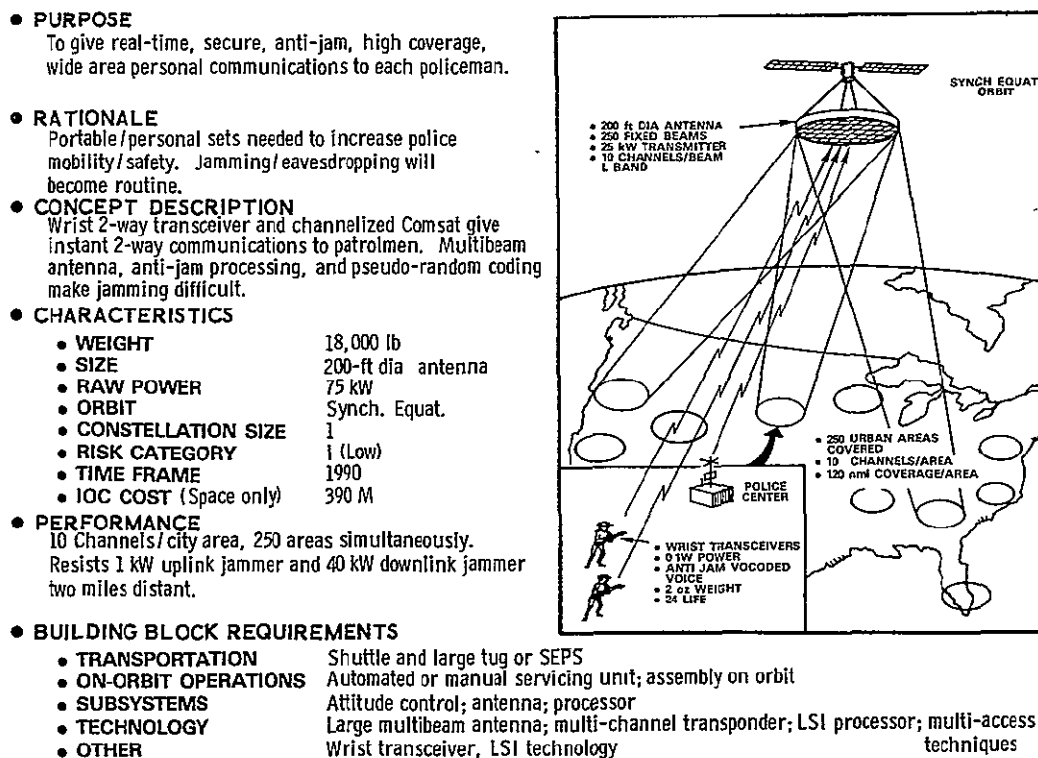 ● PURPOSE
To give real-time, secure, anti-jam, high coverage,
wide area personal communications to each policeman.
● RATIONALE
Portable/personal sets needed to increase police
mobility/safety. Jamming/eavesdropping will
become routine.
● CONCEPT DESCRIPTION
Wrist 2-way transceiver and channelized Comsat give
instant 2-way communications to patrolmen. Multibeam
antenna, anti-jam processing, and pseudo-random coding
make jamming difficult.
● CHARACTERISTICS
● WEIGHT 18,000 lb
● SIZE 200-ft dia antenna
● RAW POWER 75 kW
● ORBIT Synch. Equat.
● CONSTELLATION SIZE 1
● RISK CATEGORY I (Low)
● TIME FRAME 1990
● IOC COST (Space only) 390 M
● PERFORMANCE
10 Channels/city area, 250 areas simultaneously.
Resists 1 kW uplink jammer and 40 kW downlink jammer
two miles distant.
● BUILDING BLOCK REQUIREMENTS
● TRANSPORTATION Shuttle and large tug or SEPS
● ON-ORBIT OPERATIONS Automated or manual servicing unit; assembly on orbit
● SUBSYSTEMS Attitude control; antenna; processor
● TECHNOLOGY Large multibeam antenna; multi-channel transponder; LSI processor; multi-access
techniques
● OTHER Wrist transceiver, LSI technology
SYNCH EQUAT
ORBIT
● 200 ft DIA ANTENNA
● 250 FIXED BEAMS
● 25 kW TRANSMITTER
● 10 CHANNELS/BEAM
L BAND
● 250 URBAN AREAS
COVERED
● 10 CHANNELS/AREA
● 120 nmi COVERAGE/AREA
POLICE
CENTER
● WRIST TRANSCEIVERS
● 0 1W POWER
● ANTI JAM VOCODED
VOICE
● 2 oz WEIGHT
● 24 LIFE